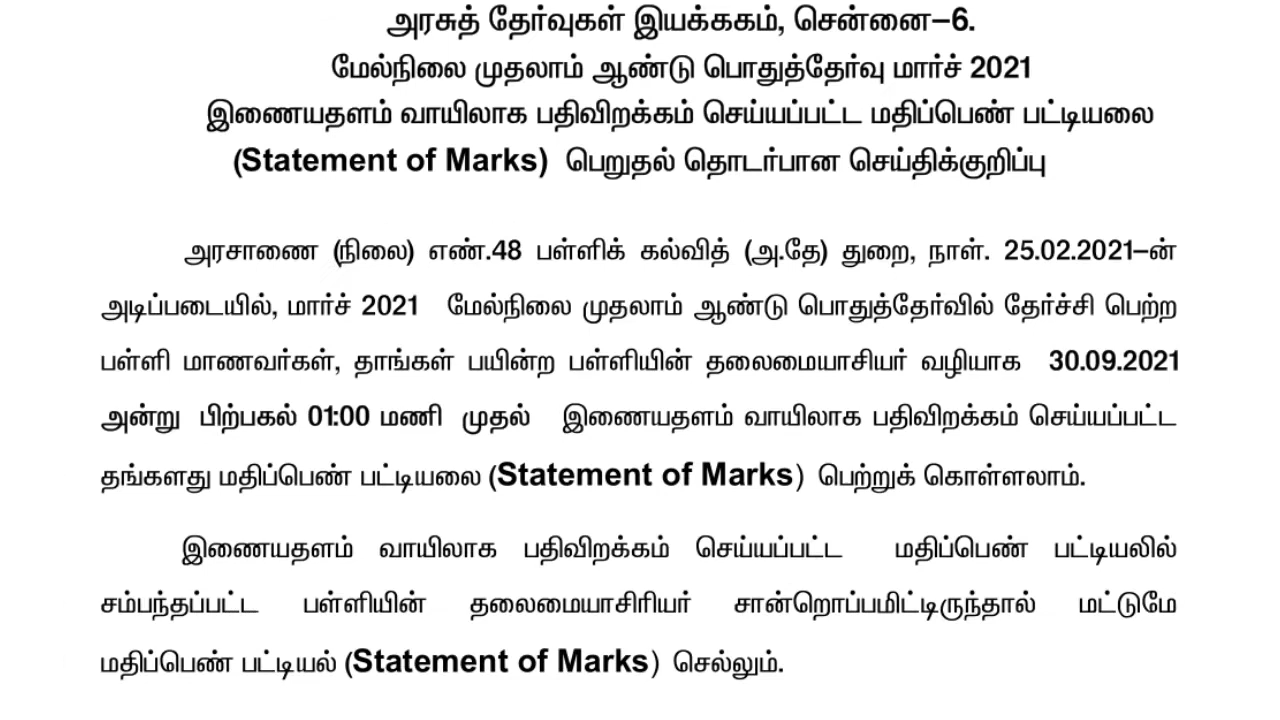 அரசுத் தேர்வுகள் இயக்ககம், சென்னை–6.
மேல்நிலை முதலாம் ஆண்டு பொதுத்தேர்வு மார்ச் 2021
இணையதளம் வாயிலாக பதிவிறக்கம் செய்யப்பட்ட மதிப்பெண் பட்டியலை
(Statement of Marks) பெறுதல் தொடர்பான செய்திக்குறிப்பு
அரசாணை (நிலை) எண்.48 பள்ளிக் கல்வித் (அ.தே) துறை, நாள். 25.02.2021–ன்
அடிப்படையில், மார்ச் 2021 மேல்நிலை முதலாம் ஆண்டு பொதுத்தேர்வில் தேர்ச்சி பெற்ற
பள்ளி மாணவர்கள், தாங்கள் பயின்ற பள்ளியின் தலைமையாசியர் வழியாக 30.09.2021
அன்று பிற்பகல் 01:00 மணி முதல் இணையதளம் வாயிலாக பதிவிறக்கம் செய்யப்பட்ட
தங்களது மதிப்பெண் பட்டியலை (Statement of Marks) பெற்றுக் கொள்ளலாம்.
இணையதளம் வாயிலாக பதிவிறக்கம் செய்யப்பட்ட மதிப்பெண் பட்டியலில்
சம்பந்தப்பட்ட பள்ளியின் தலைமையாசிரியர் சான்றொப்பமிட்டிருந்தால் மட்டுமே
மதிப்பெண் பட்டியல் (Statement of Marks) செல்லும்.